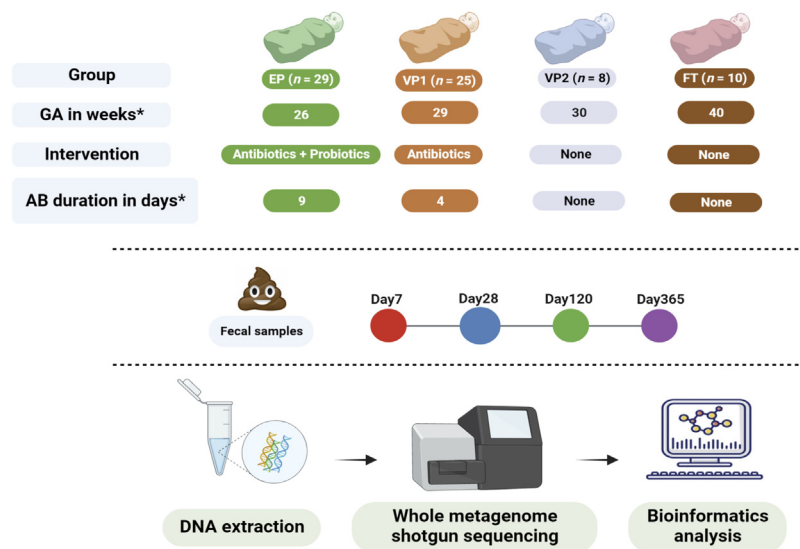 Group EP (n = 29) VP1 (n = 25) VP2 (n = 8) FT (n = 10)
GA in weeks* 26 29 30 40
Intervention Antibiotics + Probiotics Antibiotics None None
AB duration in days* 9 4 None None
Day7 Day28 Day120 Day365
Fecal samples
DNA extraction
Whole metagenome
shotgun sequencing
Bioinformatics
analysis